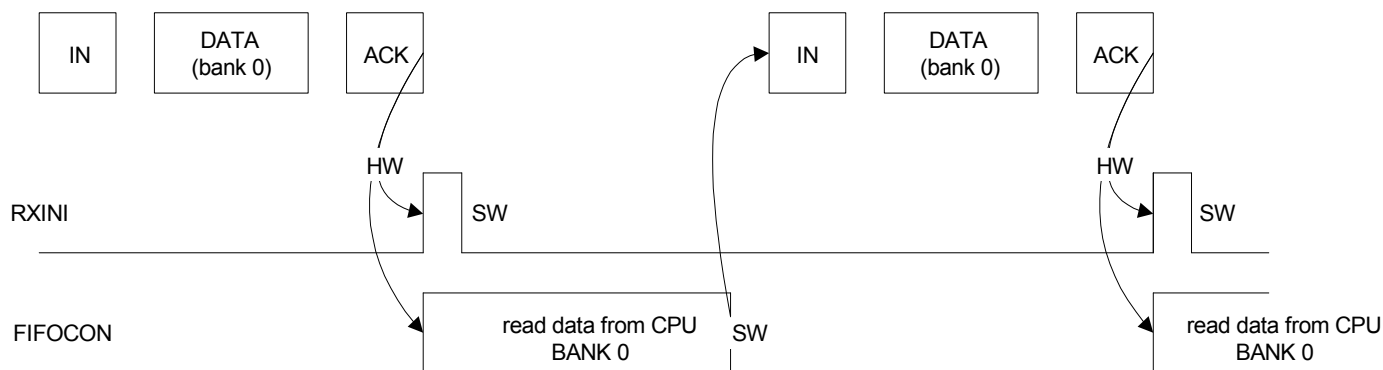 IN DATA ACK IN DATA ACK
(bank 0) (bank 0)
HW HW
RXINI SW SW
FIFOCON read data from CPU SW read data from CPU
BANK 0 BANK 0